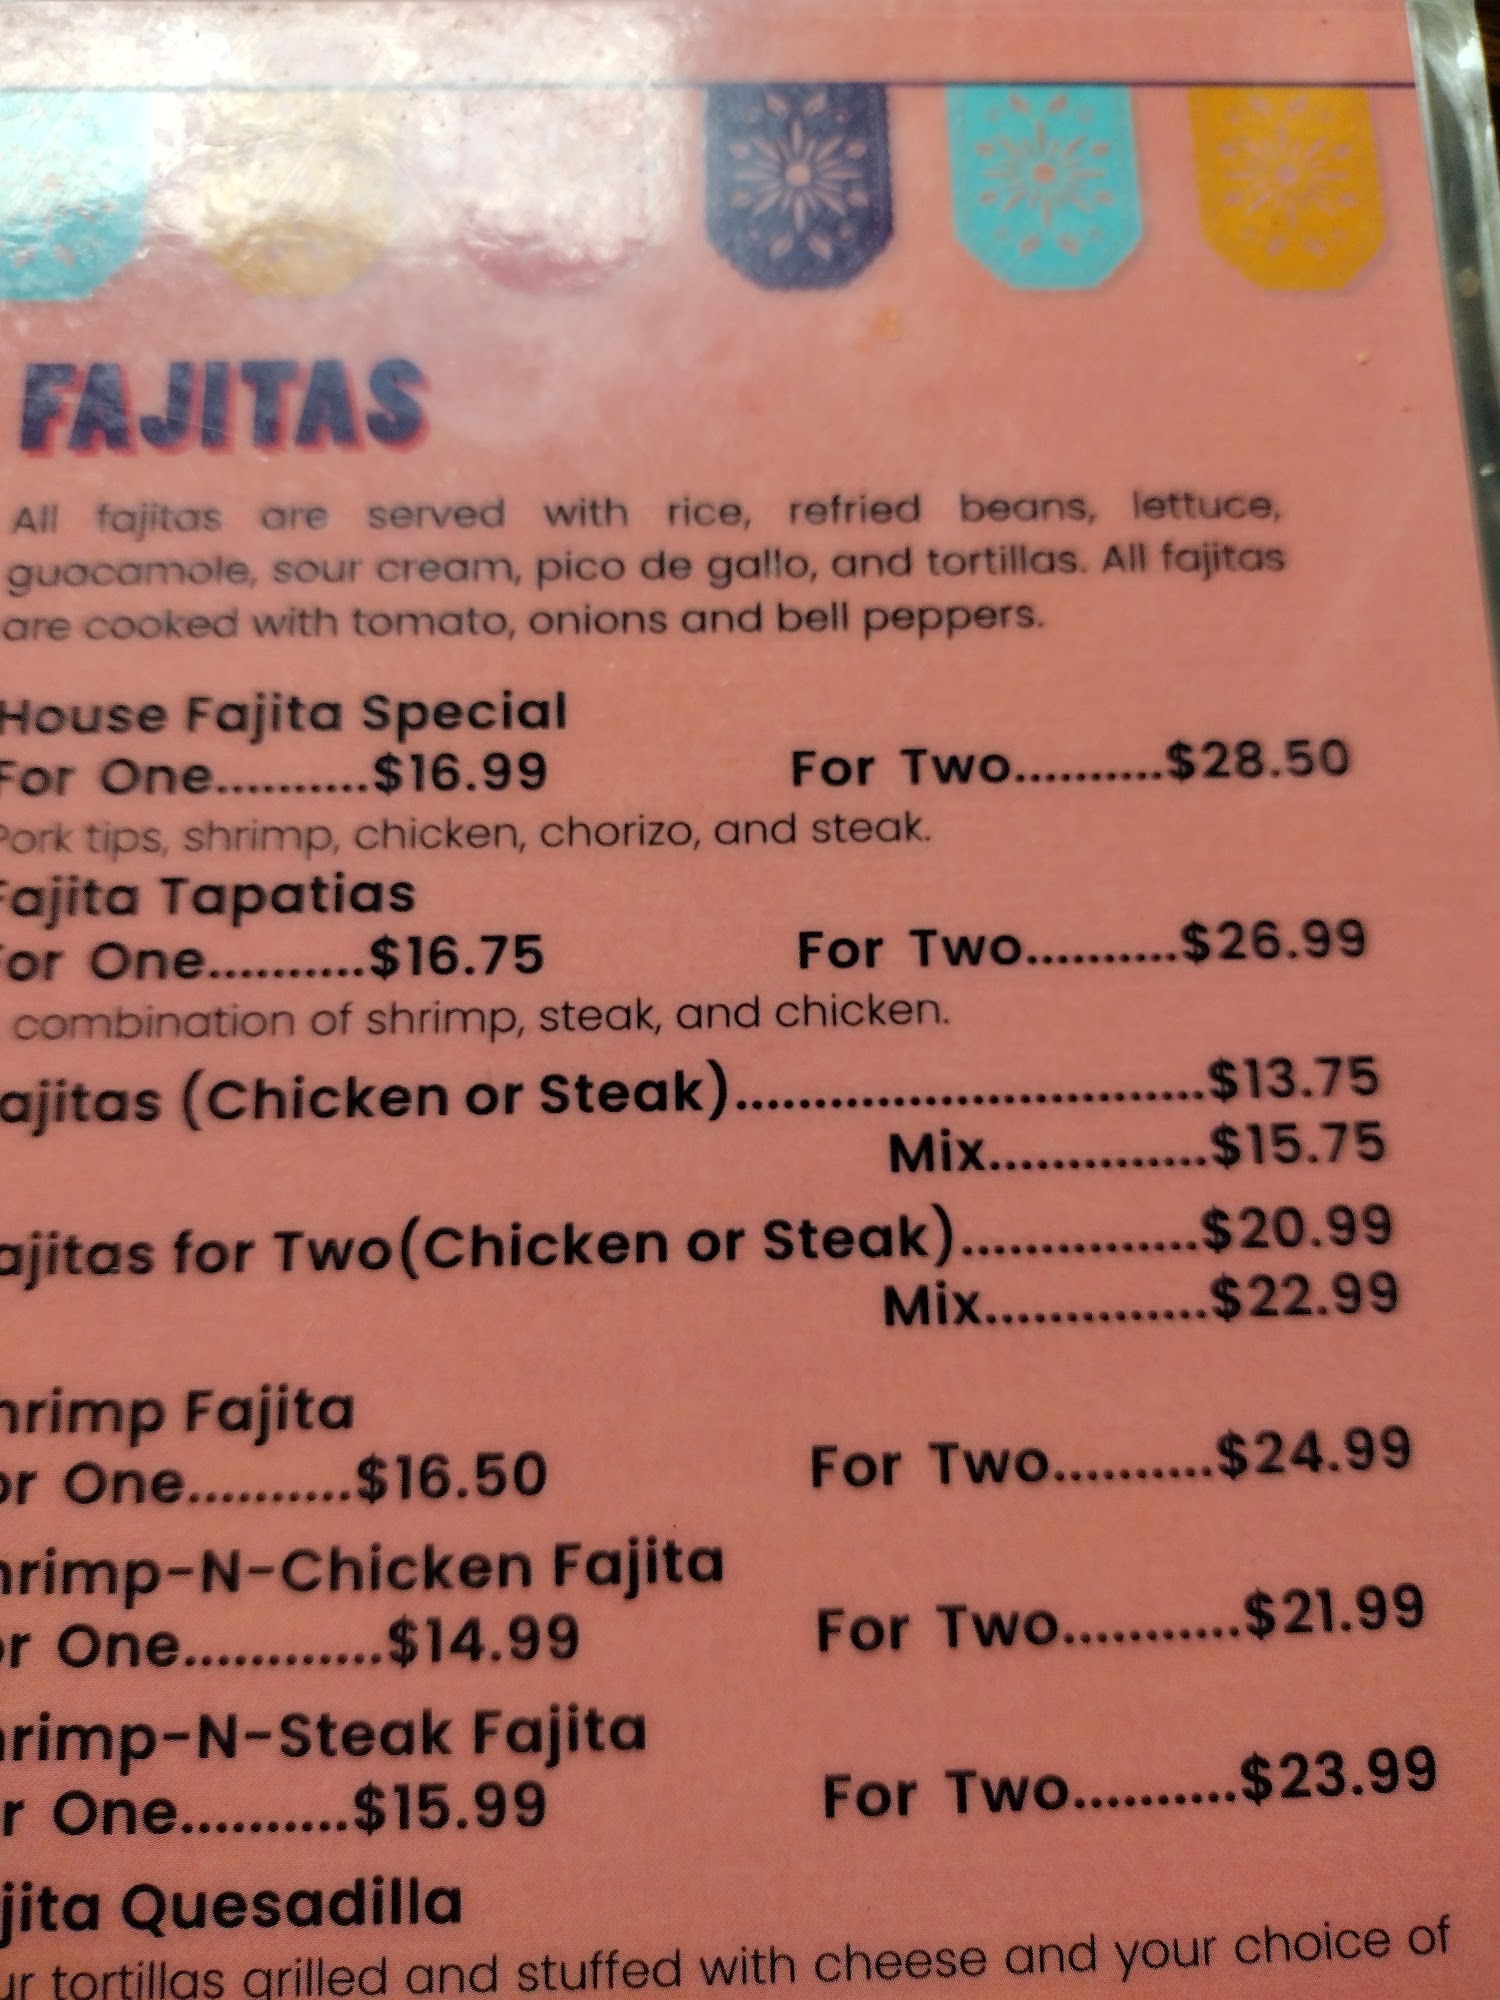 FAJITAS
All fajitas are served with rice, refried beans, lettuce,
guacamole, sour cream, pico de gallo, and tortillas. All fajitas
are cooked with tomato, onions and bell peppers.
House Fajita Special
For One..........$16.99 For Two..........$28.50
Pork tips, shrimp, chicken, chorizo, and steak.
Fajita Tapatias
For One..........$16.75 For Two..........$26.99
combination of shrimp, steak, and chicken.
ajitas (Chicken or Steak)..............................$13.75
Mix..............$15.75
ajitas for Two(Chicken or Steak)...............$20.99
Mix..............$22.99
hrimp Fajita
or One..........$16.50 For Two..........$24.99
hrimp-N-Chicken Fajita
or One............$14.99 For Two...........$21.99
hrimp-N-Steak Fajita
r One..........$15.99 For Two..........$23.99
jita Quesadilla
ur tortillas grilled and stuffed with cheese and your choice of